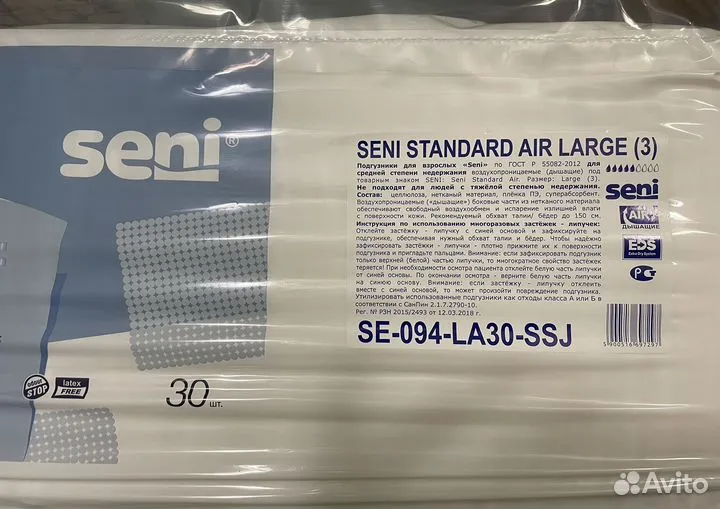 seni®
SENI STANDARD AIR LARGE (3)
Подгузники для взрослых «Seni» по ГОСТ Р 55082-2012 для
средней степени недержания воздухопроницаемые (дышащие) под
товарным знаком SENI: Seni Standard Air. Размер: Large (3).
Не подходят для людей с тяжёлой степенью недержания.
Состав: целлюлоза, нетканый материал, плёнка ПЭ, суперабсорбент.
Воздухопроницаемые («дышащие») боковые части из нетканого материала
обеспечивают свободный воздухообмен и испарение излишней влаги
с поверхности кожи. Рекомендуемый обхват талии/ бёдер до 150 см.
Инструкция по использованию многоразовых застёжек - липучек:
Отклейте застёжку - липучку с синей основой и зафиксируйте на
подгузнике, обеспечивая нужный обхват талии и бёдер. Чтобы надёжно
зафиксировать застёжки - липучки - плотно прижмите их к поверхности
подгузника и пригладьте пальцами. Внимание: если зафиксировать подгузник
только верхней (белой) частью липучки, то многократное свойство застёжек
теряется! При необходимости осмотра пациента отклейте белую часть липучки
от синей основы. По окончании осмотра - верните белую часть липучки
на синюю основу. Внимание: если застёжку - липучку отклеить
вместе с синей основой, то может произойти повреждение подгузника.
Утилизировать использованные подгузники как отходы класса А или Б в
соответствии с СанПин 2.1.7.2790-10.
Рег. № РЗН 2015/2493 от 12.03.2018 г.
SE-094-LA30-SSJ
seni
AIR
ДЫШАЩИЕ
EDS
Extra Dry System
5900516697297
odour
STOP
latex
FREE
30 шт.
Avito